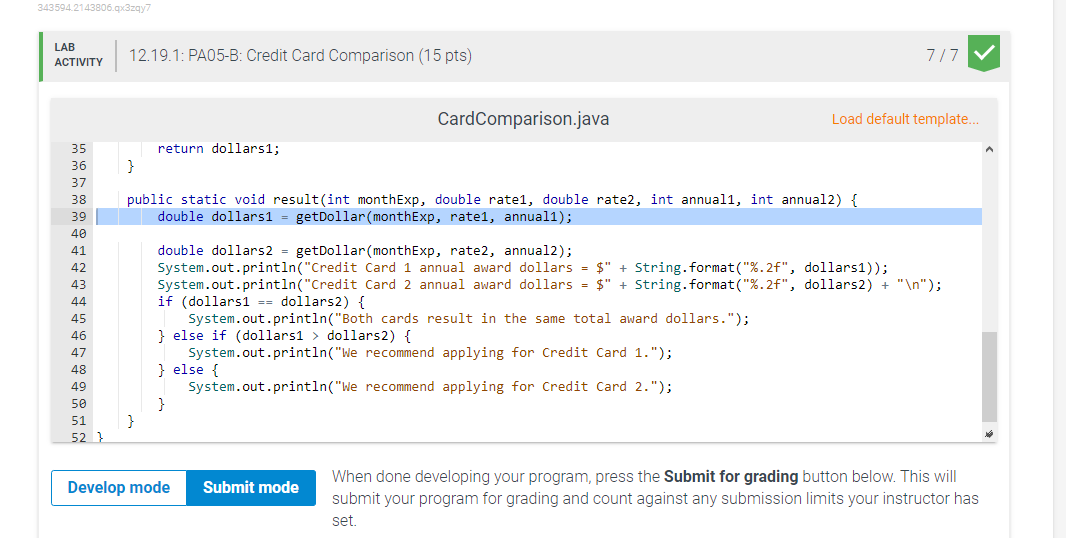 343594.2143806.qx3zqy7
LAB
ACTIVITY
12.19.1: PA05-B: Credit Card Comparison (15 pts)
7 / 7
CardComparison.java
Load default template...
35 return dollars1;
36 }
37
38 public static void result(int monthExp, double rate1, double rate2, int annual1, int annual2) {
39 double dollars1 = getDollar(monthExp, rate1, annual1);
40
41 double dollars2 = getDollar(monthExp, rate2, annual2);
42 System.out.println("Credit Card 1 annual award dollars = $" + String.format("%.2f", dollars1));
43 System.out.println("Credit Card 2 annual award dollars = $" + String.format("%.2f", dollars2) + "\n");
44 if (dollars1 == dollars2) {
45 System.out.println("Both cards result in the same total award dollars.");
46 } else if (dollars1 > dollars2) {
47 System.out.println("We recommend applying for Credit Card 1.");
48 } else {
49 System.out.println("We recommend applying for Credit Card 2.");
50 }
51 }
52 }
Develop mode
Submit mode
When done developing your program, press the Submit for grading button below. This will
submit your program for grading and count against any submission limits your instructor has
set.